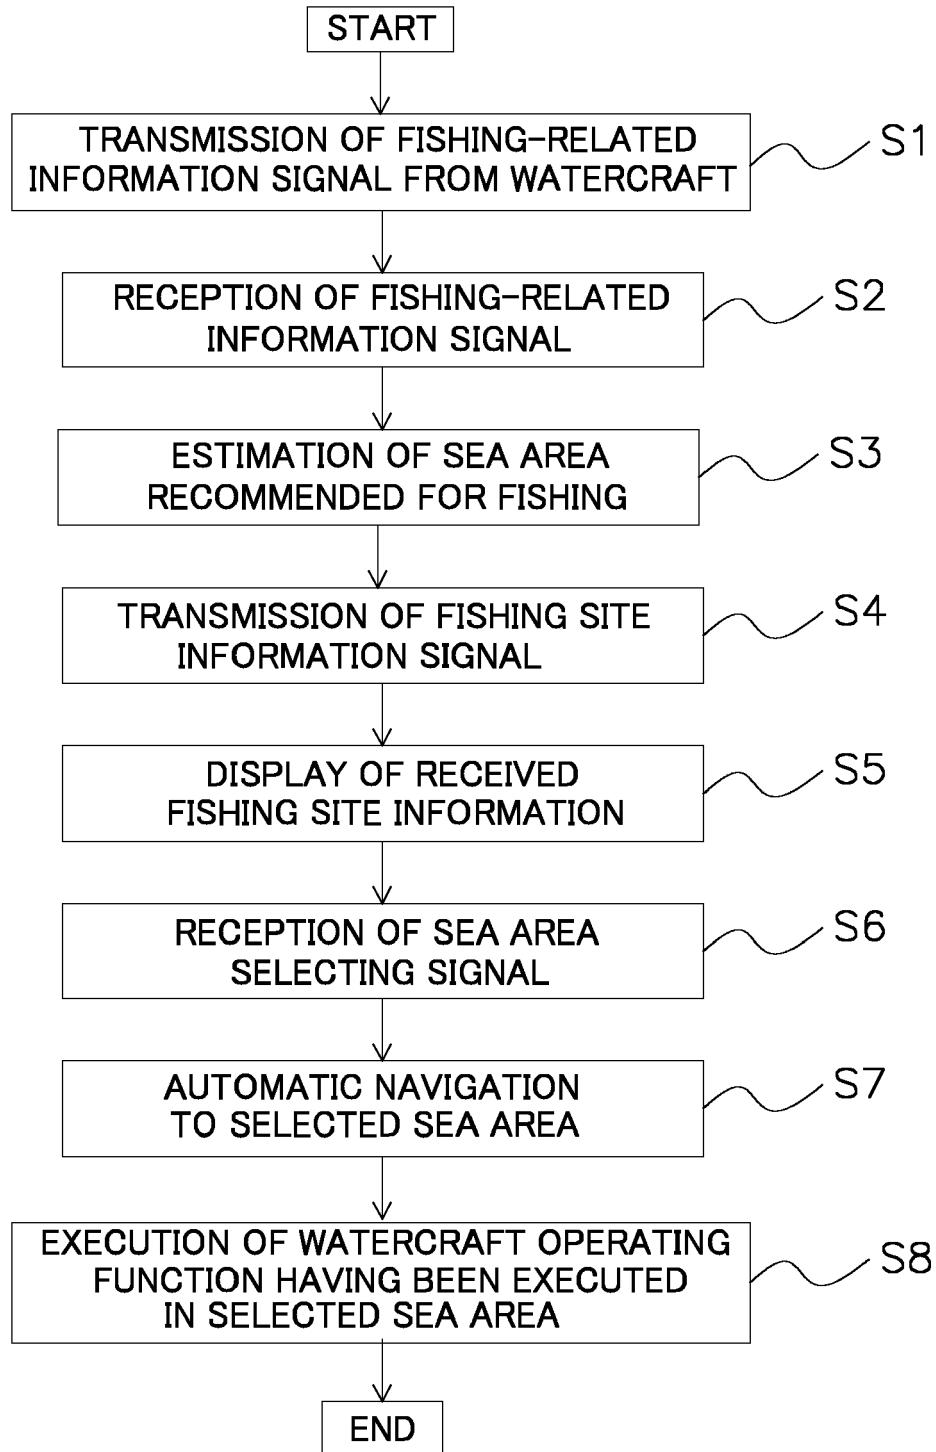 START
TRANSMISSION OF FISHING-RELATED
INFORMATION SIGNAL FROM WATERCRAFT
S1
RECEPTION OF FISHING-RELATED
INFORMATION SIGNAL
S2
ESTIMATION OF SEA AREA
RECOMMENDED FOR FISHING
S3
TRANSMISSION OF FISHING SITE
INFORMATION SIGNAL
S4
DISPLAY OF RECEIVED
FISHING SITE INFORMATION
S5
RECEPTION OF SEA AREA
SELECTING SIGNAL
S6
AUTOMATIC NAVIGATION
TO SELECTED SEA AREA
S7
EXECUTION OF WATERCRAFT OPERATING
FUNCTION HAVING BEEN EXECUTED
IN SELECTED SEA AREA
S8
END